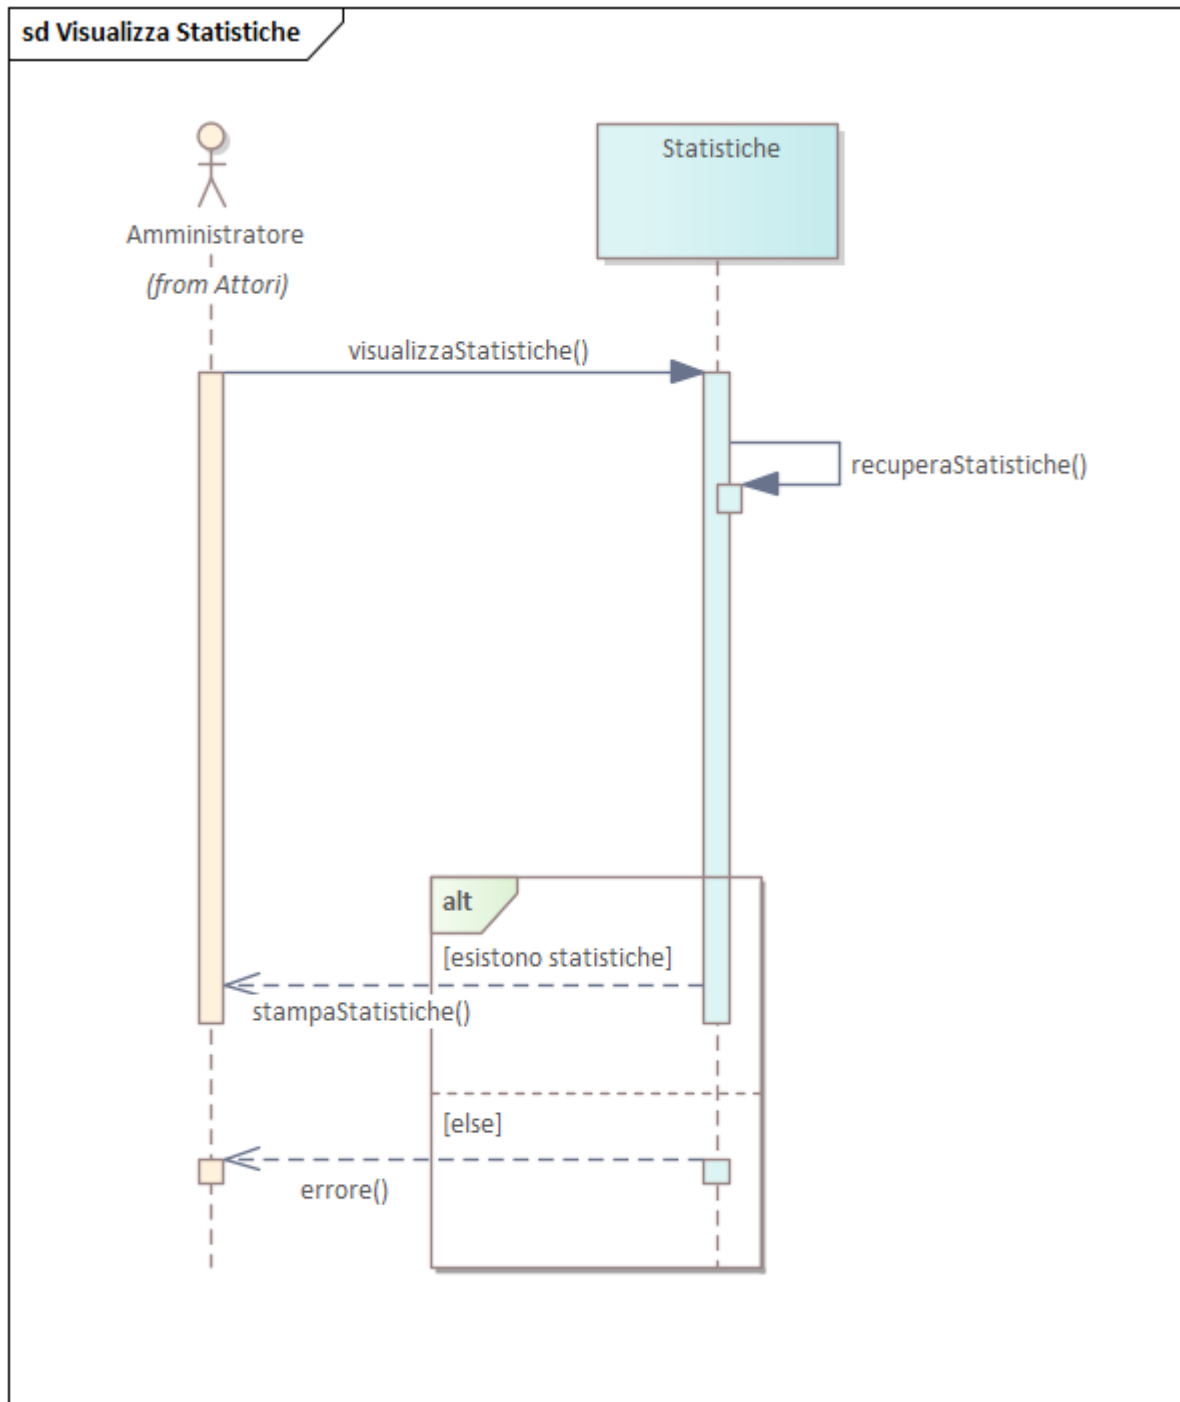 sd Visualizza Statistiche
Amministratore
(from Attori)
Statistiche
visualizzaStatistiche()
recuperaStatistiche()
alt
[esistono statistiche]
stampaStatistiche()
[else]
errore()